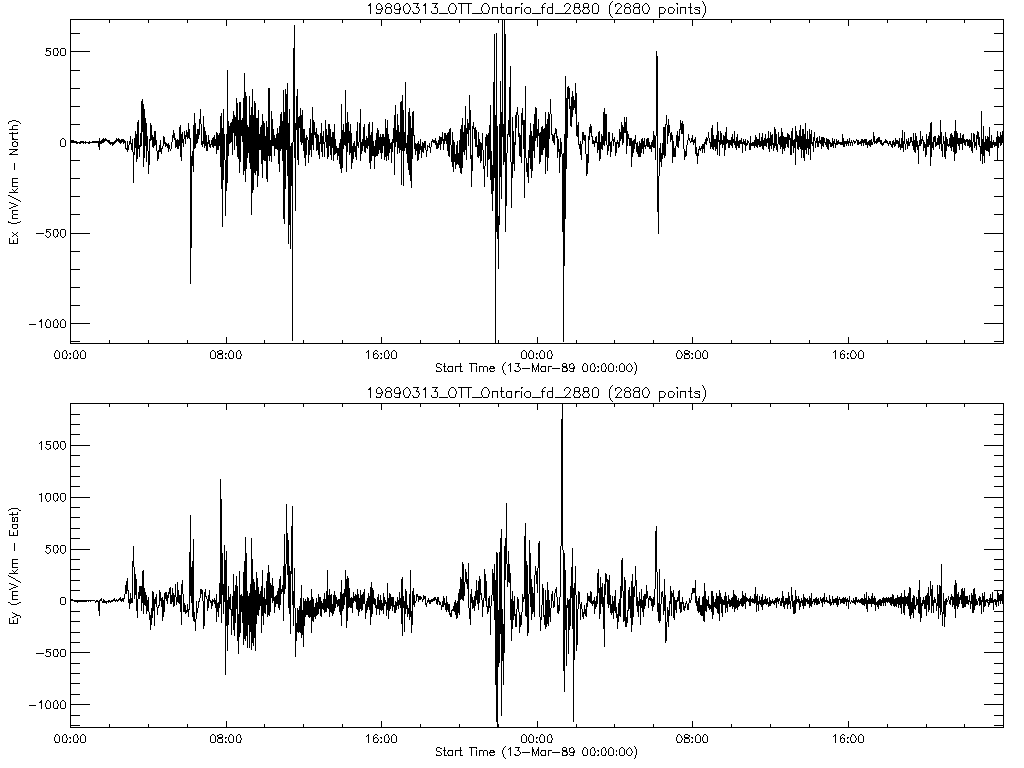 19890313_OTT_Ontario_fd_2880 (2880 points)
Ex (mV/km - North)
500
0
-500
-1000
00:00 08:00 16:00 00:00 08:00 16:00
Start Time (13-Mar-89 00:00:00)
19890313_OTT_Ontario_fd_2880 (2880 points)
Ey (mV/km - East)
1500
1000
500
0
-500
-1000
00:00 08:00 16:00 00:00 08:00 16:00
Start Time (13-Mar-89 00:00:00)